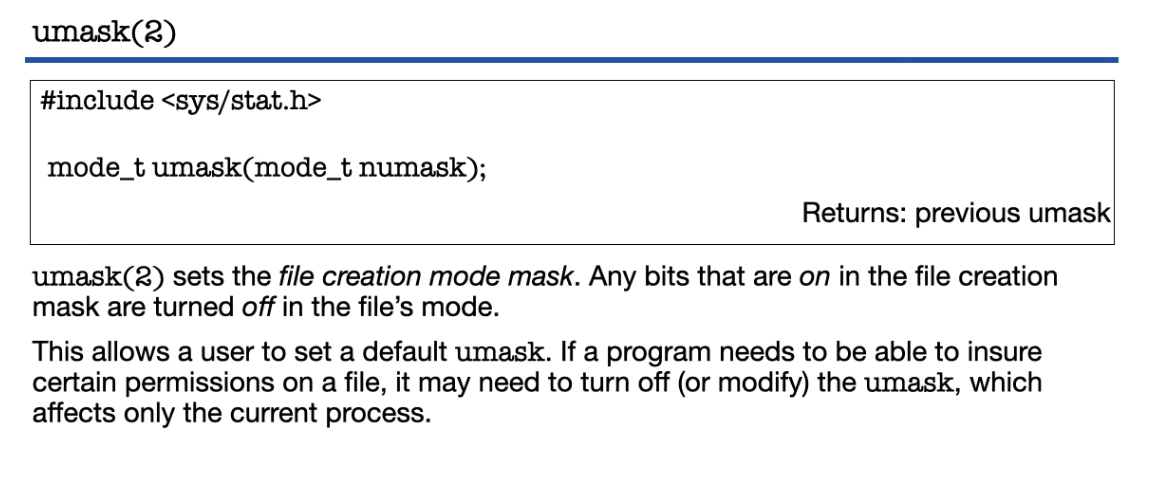 umask(2)
#include <sys/stat.h>
mode_t umask(mode_t numask);
Returns: previous umask
umask(2) sets the file creation mode mask. Any bits that are on in the file creation
mask are turned off in the file’s mode.
This allows a user to set a default umask. If a program needs to be able to insure
certain permissions on a file, it may need to turn off (or modify) the umask, which
affects only the current process.